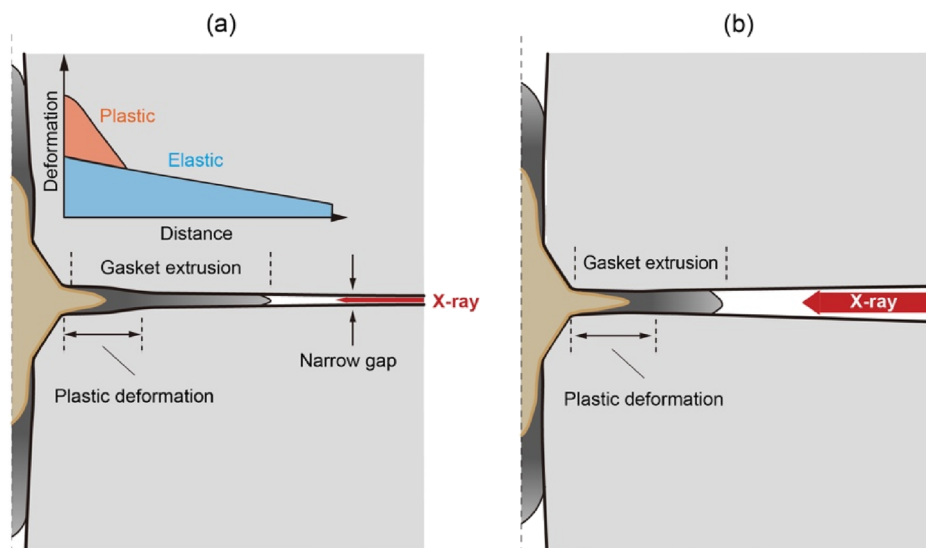 (a)
Deformation
Plastic
Elastic
Distance
Gasket extrusion
X-ray
Narrow gap
Plastic deformation
(b)
Gasket extrusion
X-ray
Plastic deformation